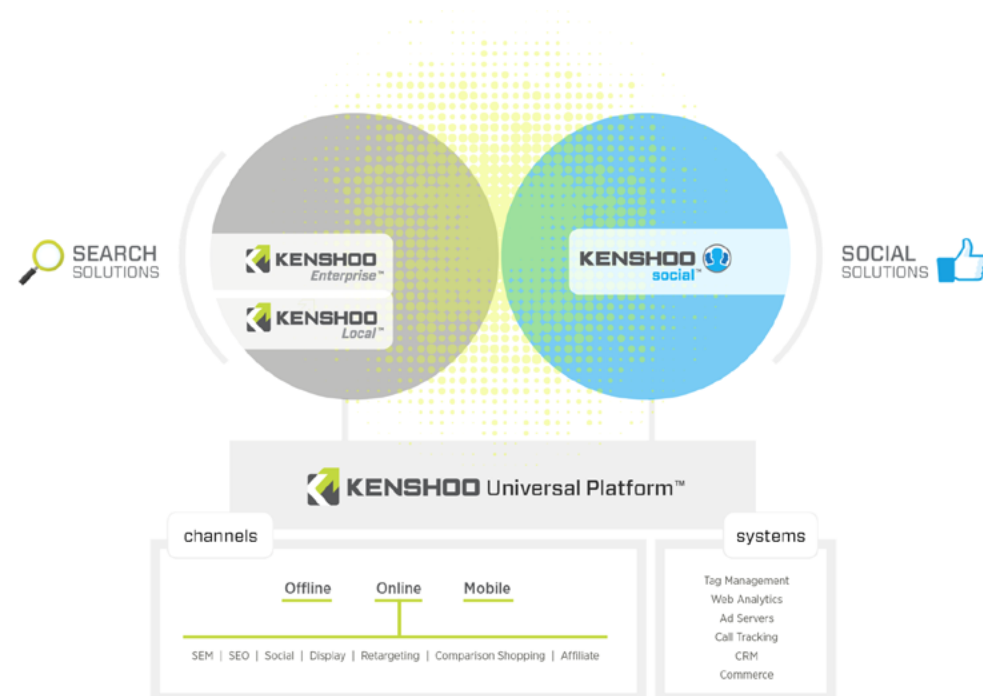 SEARCH
SOLUTIONS
KENSHOO
Enterprise™
KENSHOO
Local™
KENSHOO
social™
SOCIAL
SOLUTIONS
KENSHOO Universal Platform™
channels
Offline Online Mobile
SEM | SEO | Social | Display | Retargeting | Comparison Shopping | Affiliate
systems
Tag Management
Web Analytics
Ad Servers
Call Tracking
CRM
Commerce